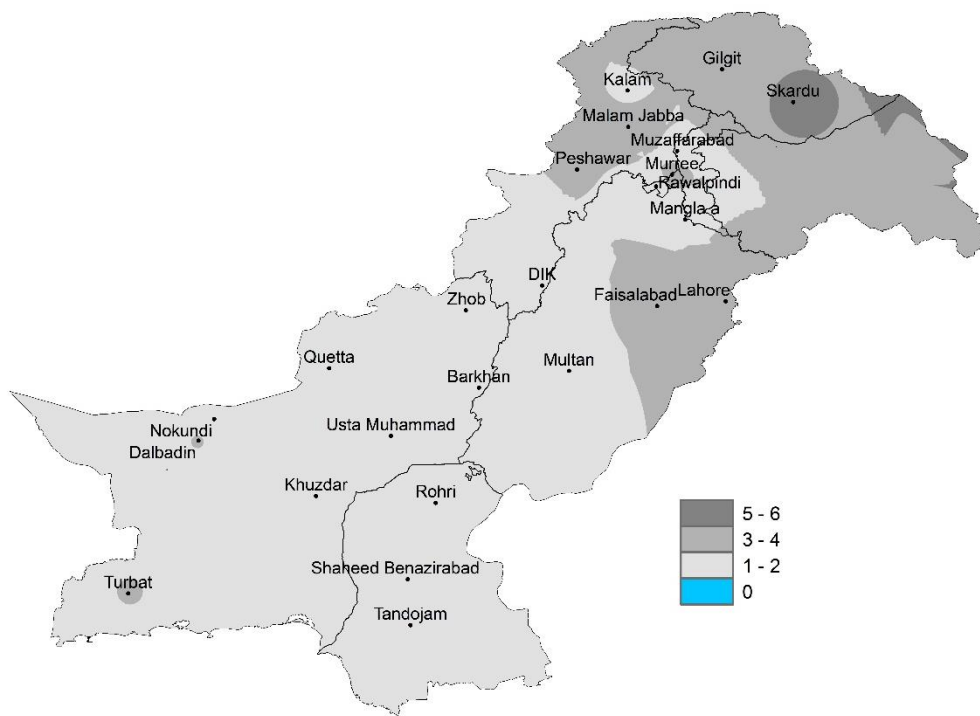 Gilgit
Kalam
Skardu
Malam Jabba
Muzaffarabad
Peshawar
Murree
Rawalpindi
Mangla a
DIK
Zhob
Faisalabad
Lahore
Quetta
Multan
Barkhan
Nokundi
Usta Muhammad
Dalbadin
Khuzdar
Rohri
5 - 6
3 - 4
1 - 2
0
Shaheed Benazirabad
Turbat
Tandojam